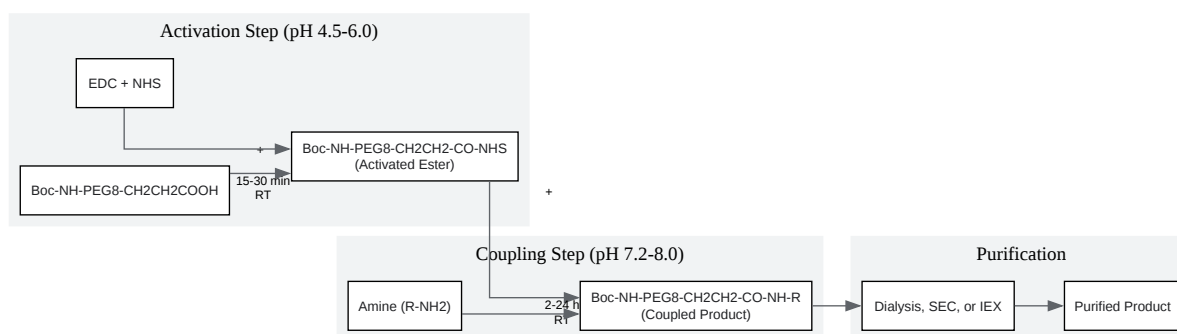 Activation Step (pH 4.5-6.0)
EDC + NHS
Boc-NH-PEG8-CH2CH2COOH
+
15-30 min
RT
Boc-NH-PEG8-CH2CH2-CO-NHS
(Activated Ester)
+
Coupling Step (pH 7.2-8.0)
Amine (R-NH2)
2-24 h
RT
Boc-NH-PEG8-CH2CH2-CO-NH-R
(Coupled Product)
Purification
Dialysis, SEC, or IEX
Purified Product